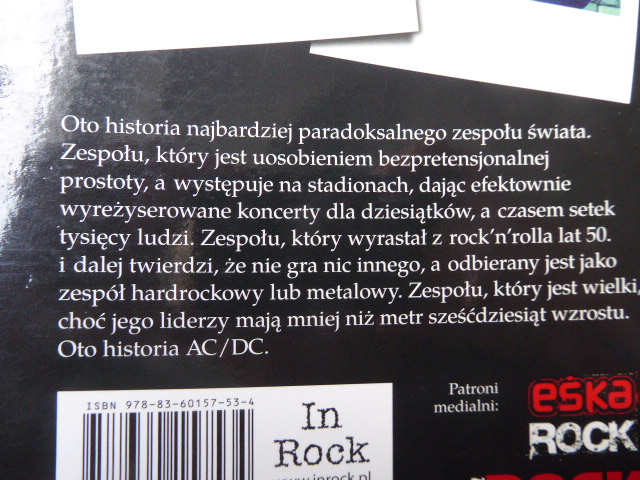 Oto historia najbardziej paradoksalnego zespołu świata.
Zespołu, który jest uosobieniem bezpretensjonalnej
prostoty, a występuje na stadionach, dając efektownie
wyreżyserowane koncerty dla dziesiątków, a czasem setek
tysięcy ludzi. Zespołu, który wyrastał z rock'n'rolla lat 50.
i dalej twierdzi, że nie gra nic innego, a odbierany jest jako
zespół hardrockowy lub metalowy. Zespołu, który jest wielki,
choć jego liderzy mają mniej niż metr sześćdziesiąt wzrostu.
Oto historia AC/DC.
ISBN 978-83-60157-53-4
In
Rock
www.inrock.pl
Patroni
medialni:
eska
ROCK